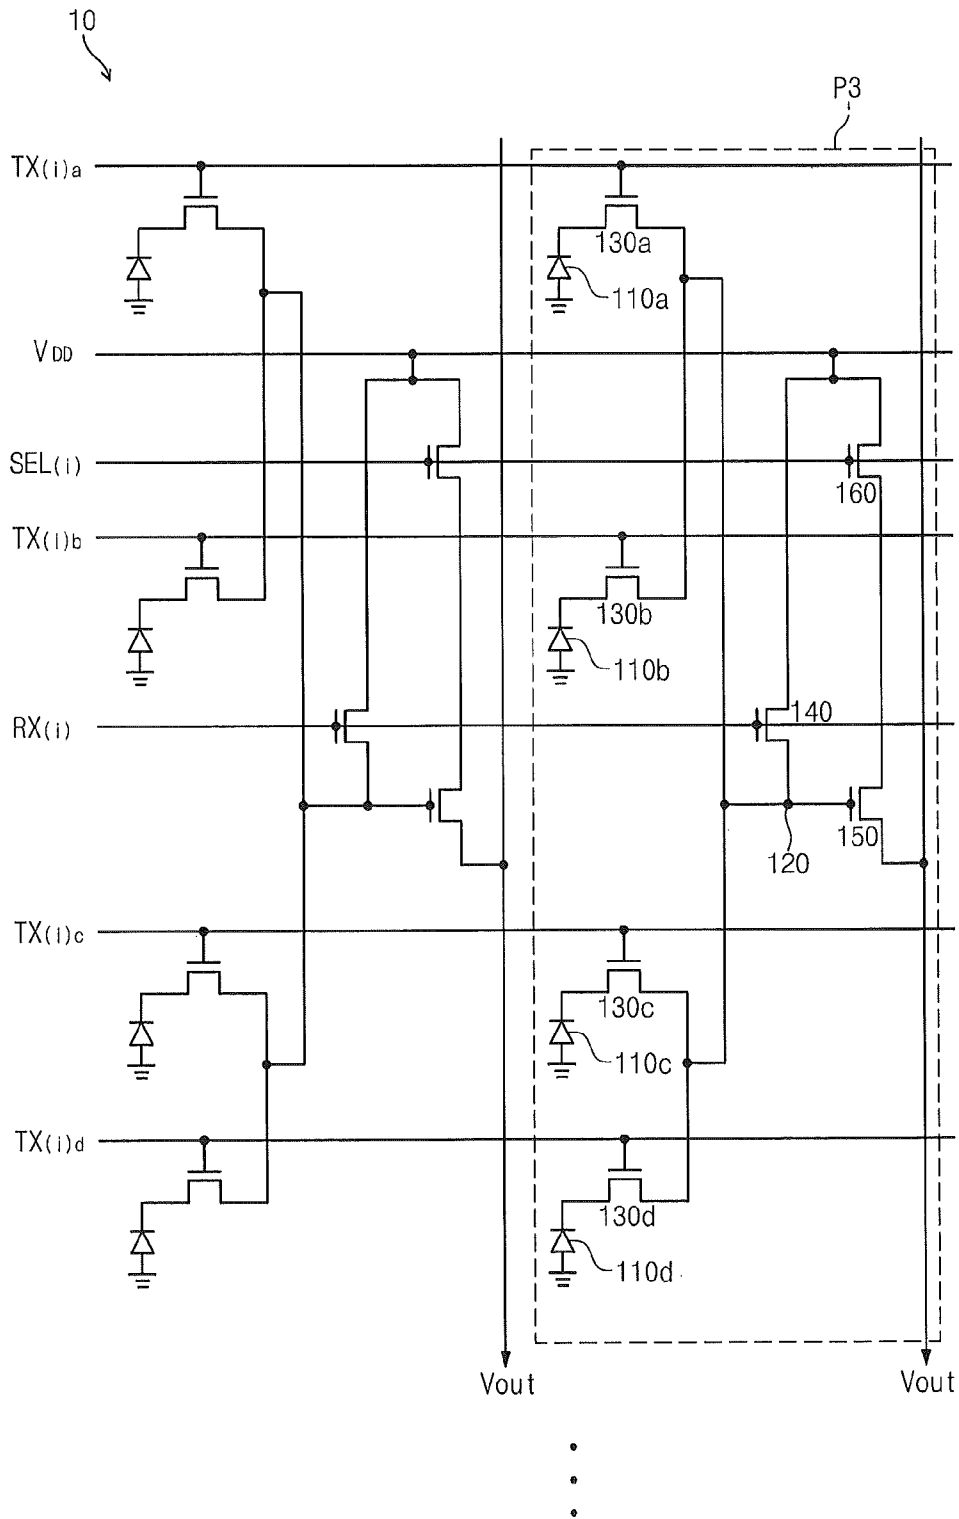 10
P3
TX(i)a
130a
110a
VDD
SEL(i)
160
TX(i)b
130b
110b
RX(i)
140
150
120
TX(i)c
130c
110c
TX(i)d
130d
110d
Vout
Vout